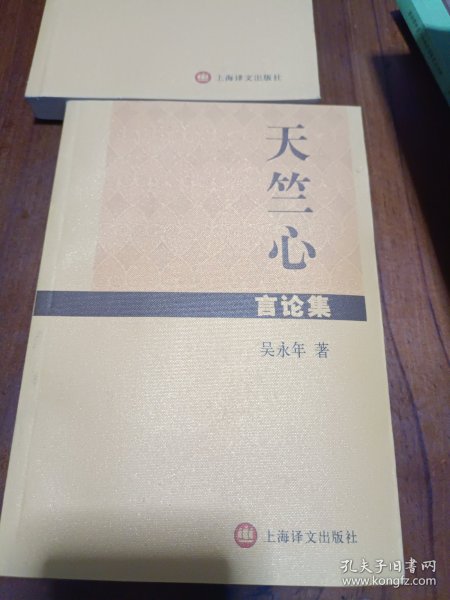 上海译文出版社
天竺心
言论集
吴永年 著
上海译文出版社
孔夫子旧书网
www.kongfz.com